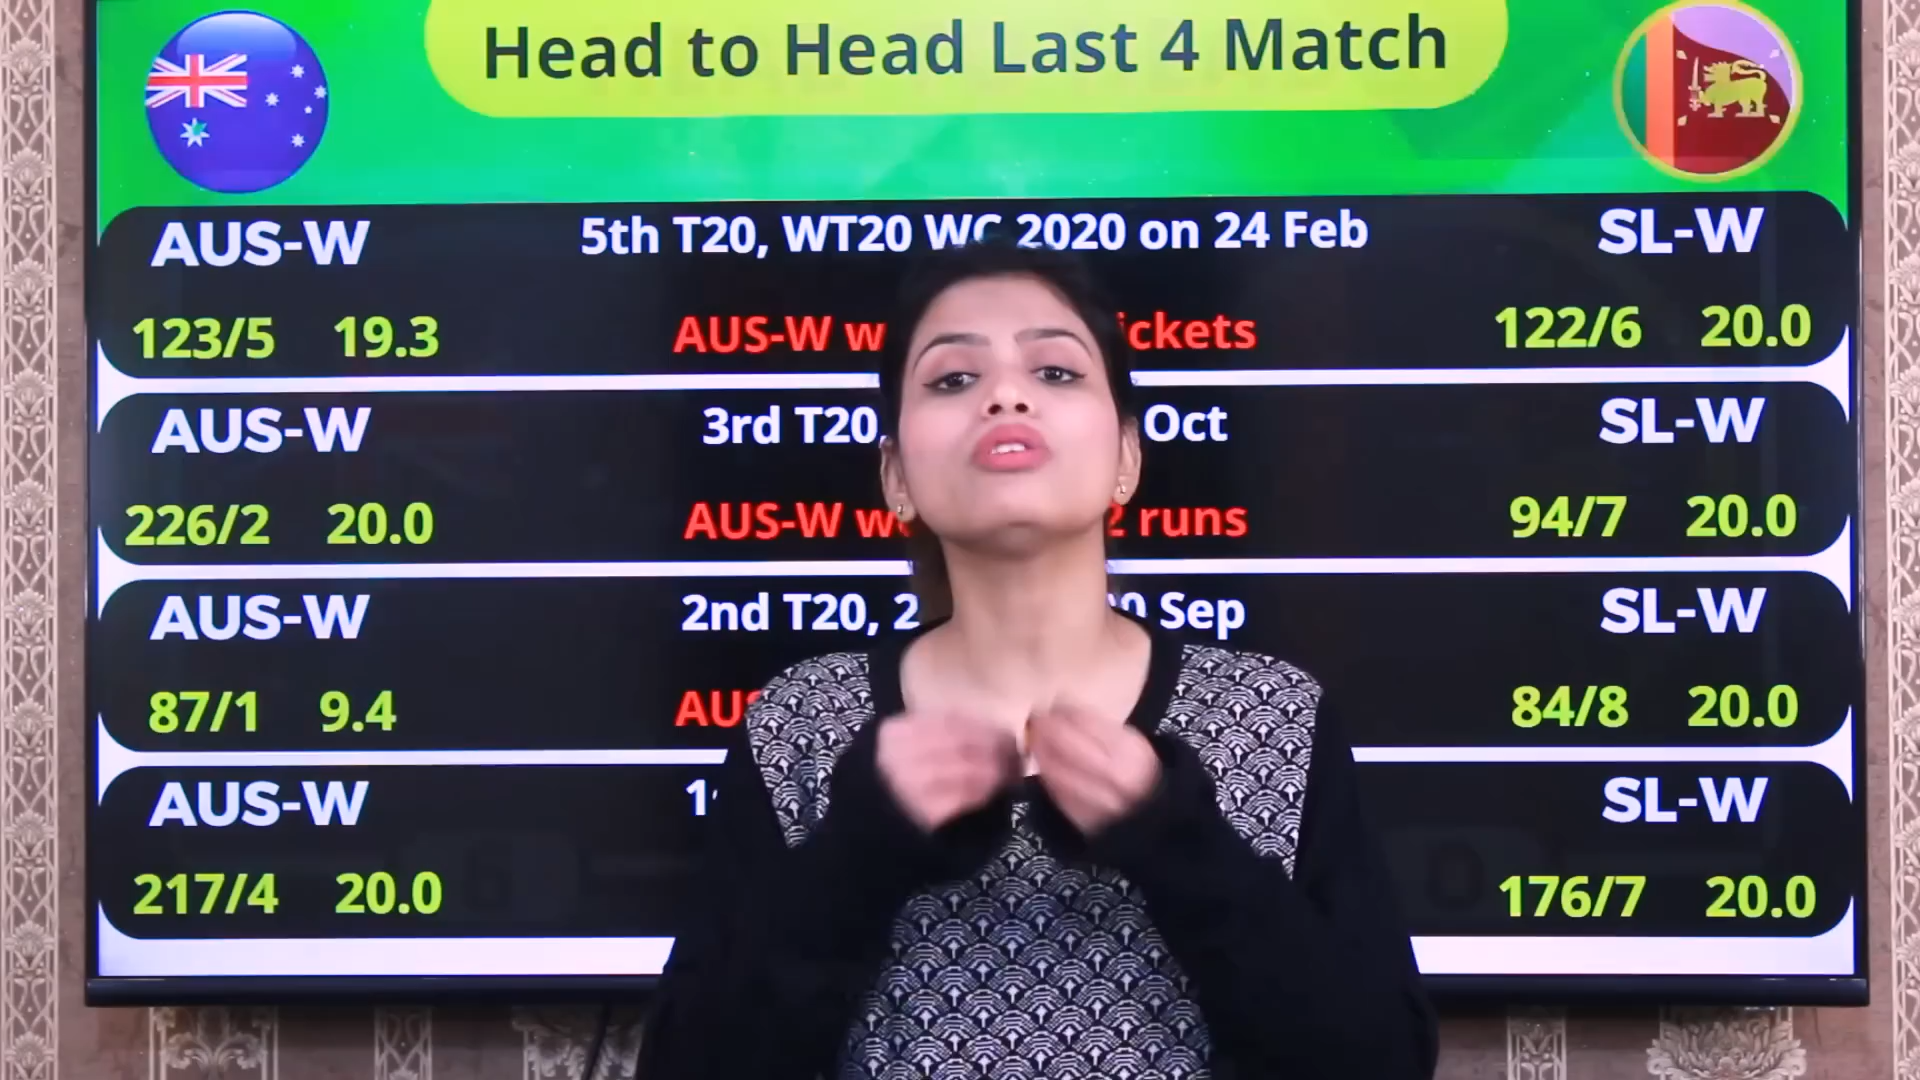 Head to Head Last 4 Match
AUS-W 5th T20, WT20 WC 2020 on 24 Feb SL-W
123/5 19.3 AUS-W 122/6 20.0
AUS-W 3rd T20, Oct SL-W
226/2 20.0 AUS-W runs 94/7 20.0
AUS-W 2nd T20, Sep SL-W
87/1 9.4 84/8 20.0
AUS-W SL-W
217/4 20.0 176/7 20.0